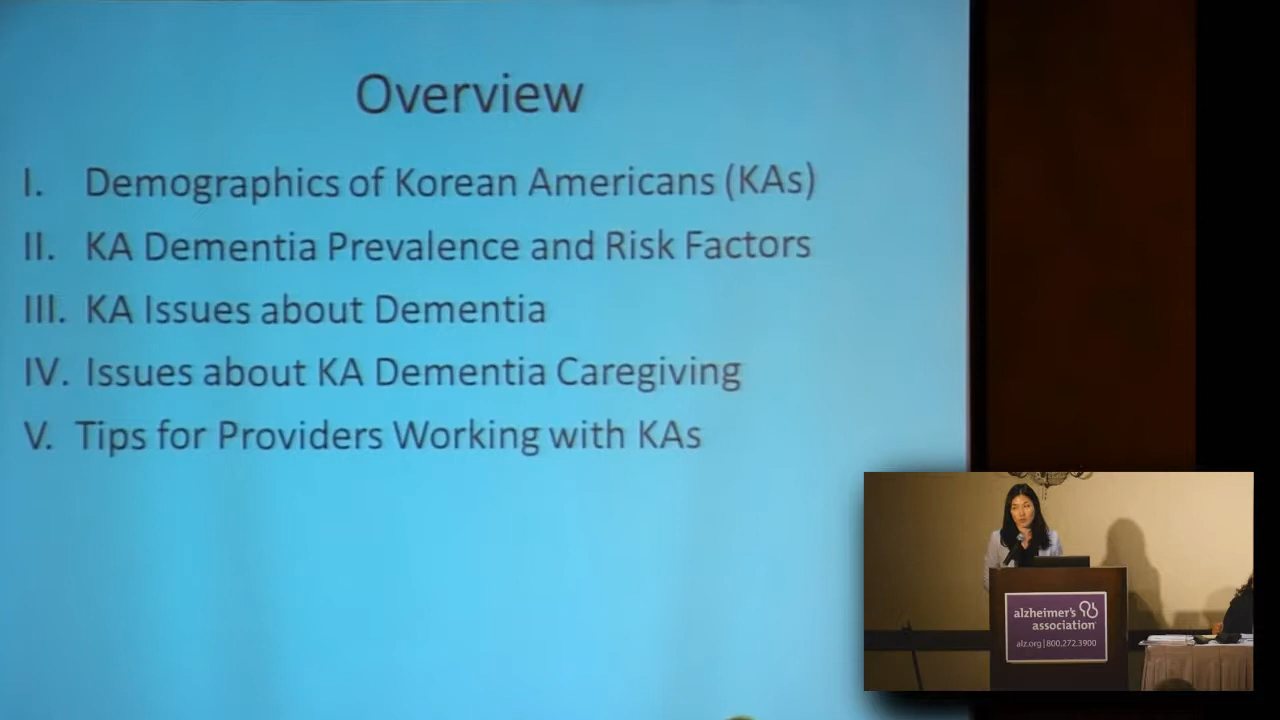 Overview
I. Demographics of Korean Americans (KAs)
II. KA Dementia Prevalence and Risk Factors
III. KA Issues about Dementia
IV. Issues about KA Dementia Caregiving
V. Tips for Providers Working with KAs
alzheimer's
association
alz.org | 800.272.3900